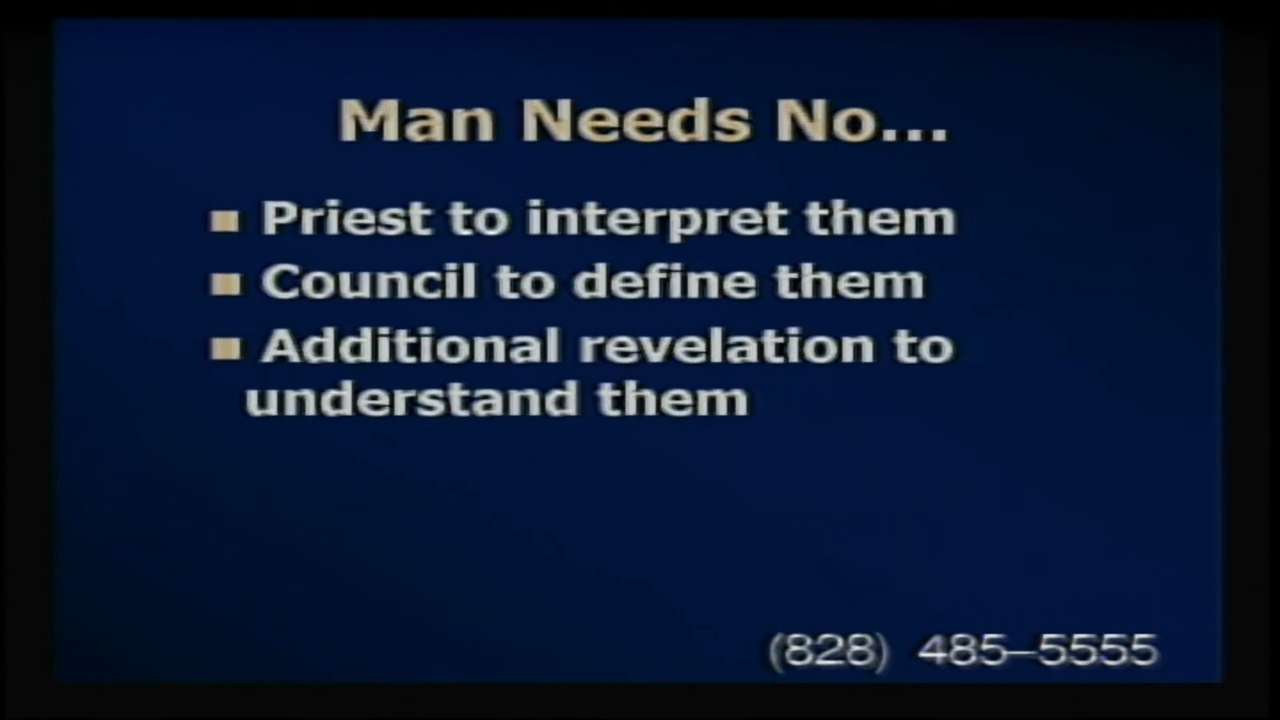 Man Needs No...
■ Priest to interpret them
■ Council to define them
■ Additional revelation to
understand them
(828) 485–5555